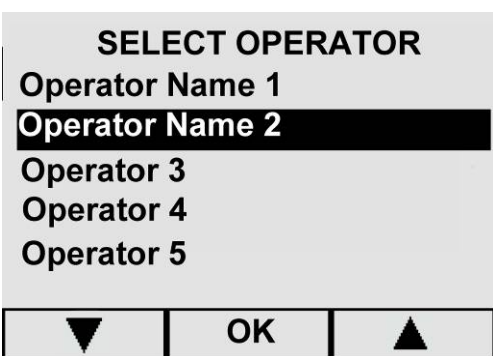 SELECT OPERATOR
Operator Name 1
Operator Name 2
Operator 3
Operator 4
Operator 5
▼ OK ▲